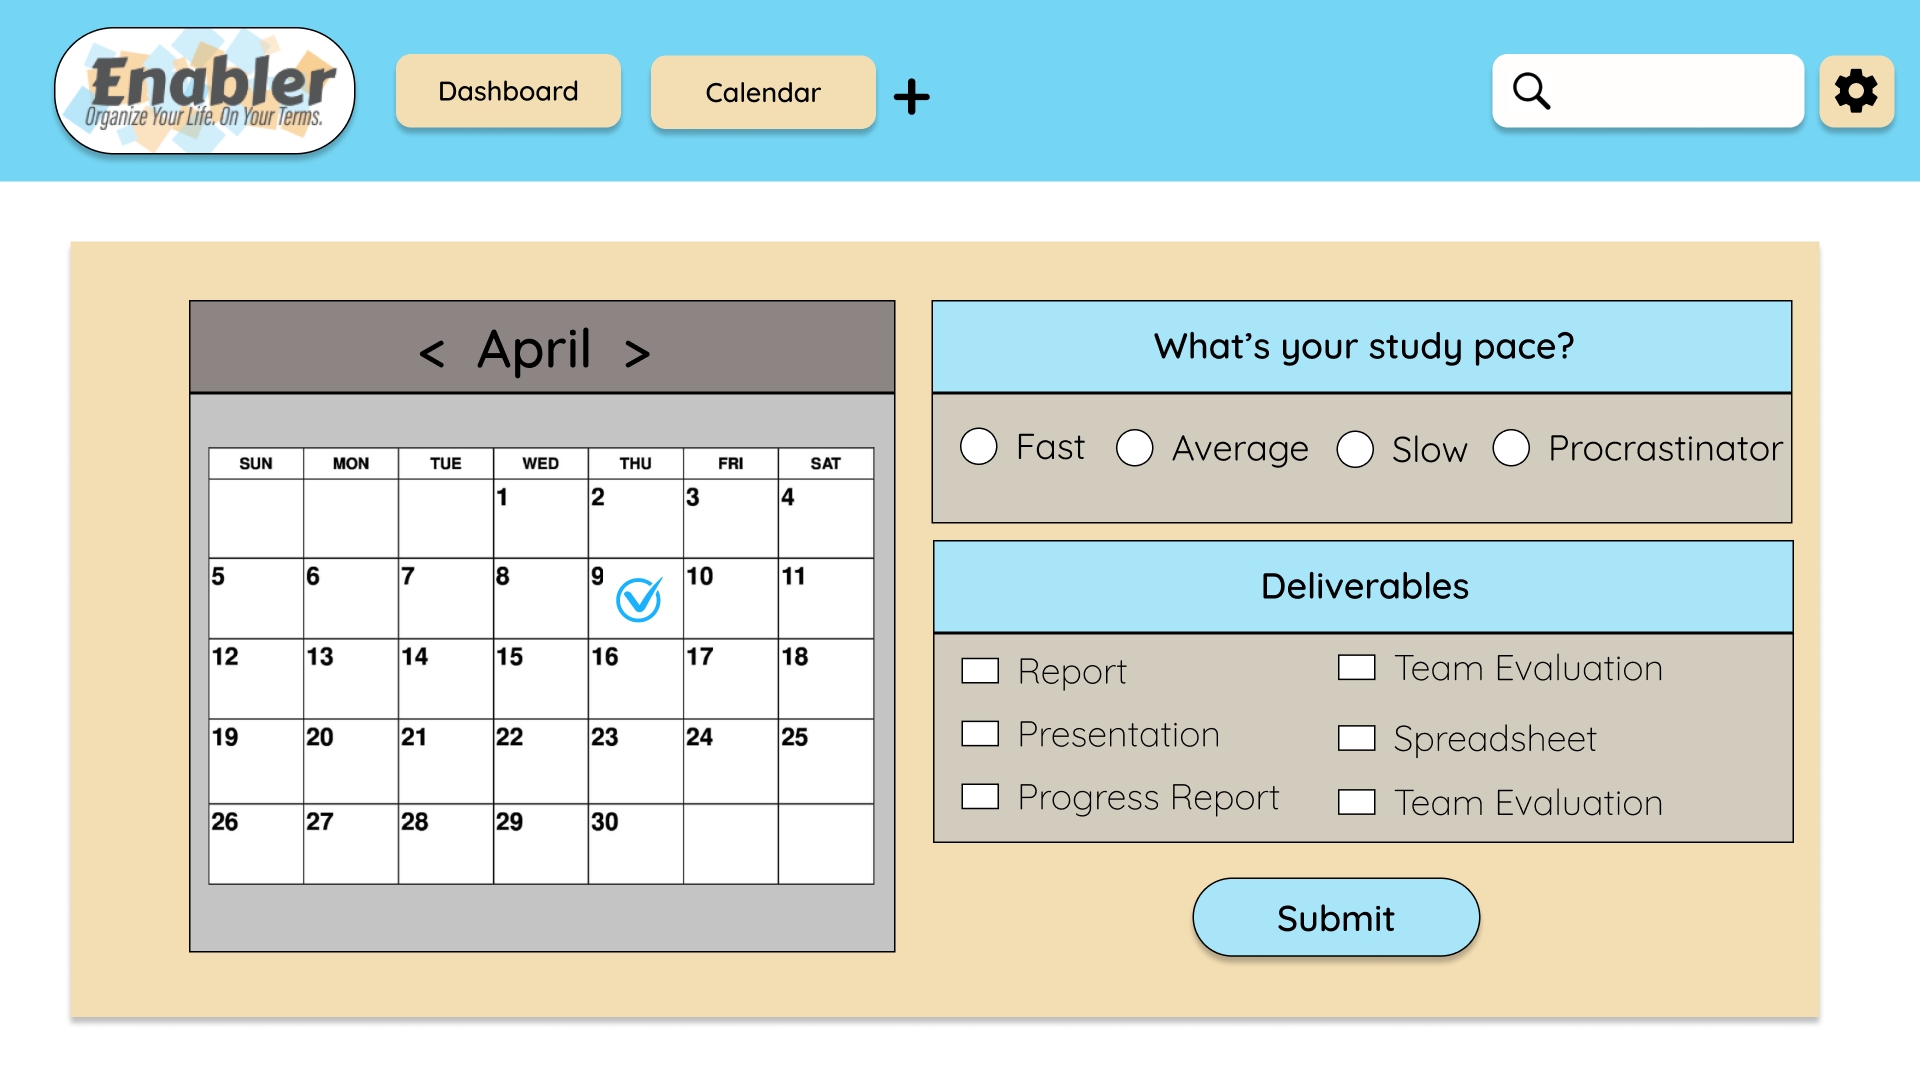 Enabler
Organize Your Life. On Your Terms.
Dashboard
Calendar
< April >
SUN MON TUE WED THU FRI SAT
1 2 3 4
5 6 7 8 9 10 11
12 13 14 15 16 17 18
19 20 21 22 23 24 25
26 27 28 29 30
What's your study pace?
Fast Average Slow Procrastinator
Deliverables
Report Team Evaluation
Presentation Spreadsheet
Progress Report Team Evaluation
Submit